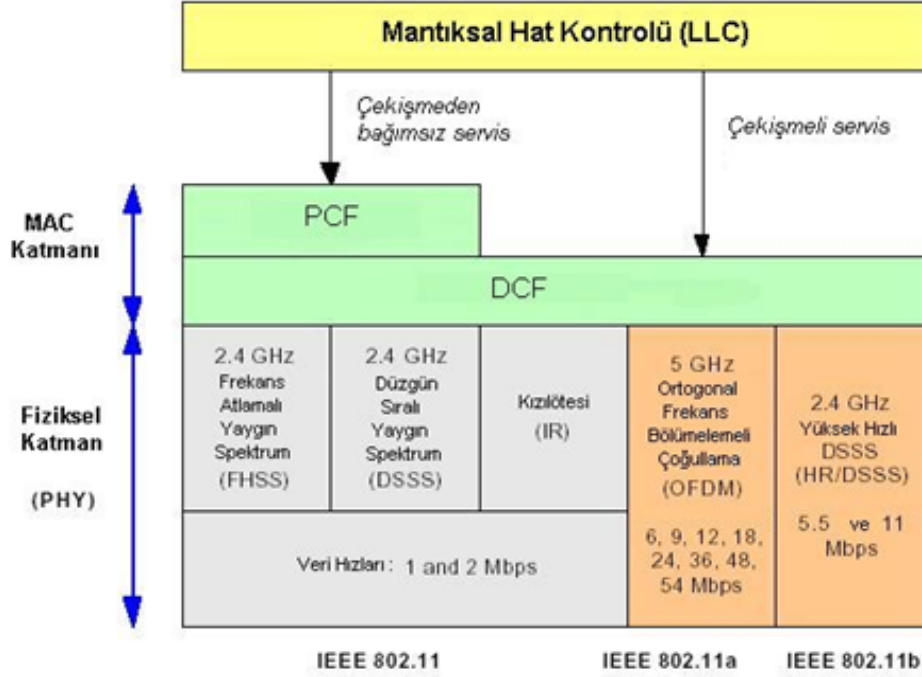 Mantıksal Hat Kontrolü (LLC)
Çekişmeden
bağımsız servis
Çekişmeli servis
MAC
Katmanı
PCF
DCF
Fiziksel
Katman
(PHY)
2.4 GHz
Frekans
Atlamalı
Yaygın
Spektrum
(FHSS)
2.4 GHz
Düzgün
Sıralı
Yaygın
Spektrum
(DSSS)
Kızılötesi
(IR)
5 GHz
Ortogonal
Frekans
Bölümelemeli
Çoğullama
(OFDM)
6, 9, 12, 18,
24, 36, 48,
54 Mbps
2.4 GHz
Yüksek Hızlı
DSSS
(HR/DSSS)
5.5 ve 11
Mbps
Veri Hızları : 1 and 2 Mbps
IEEE 802.11
IEEE 802.11a
IEEE 802.11b